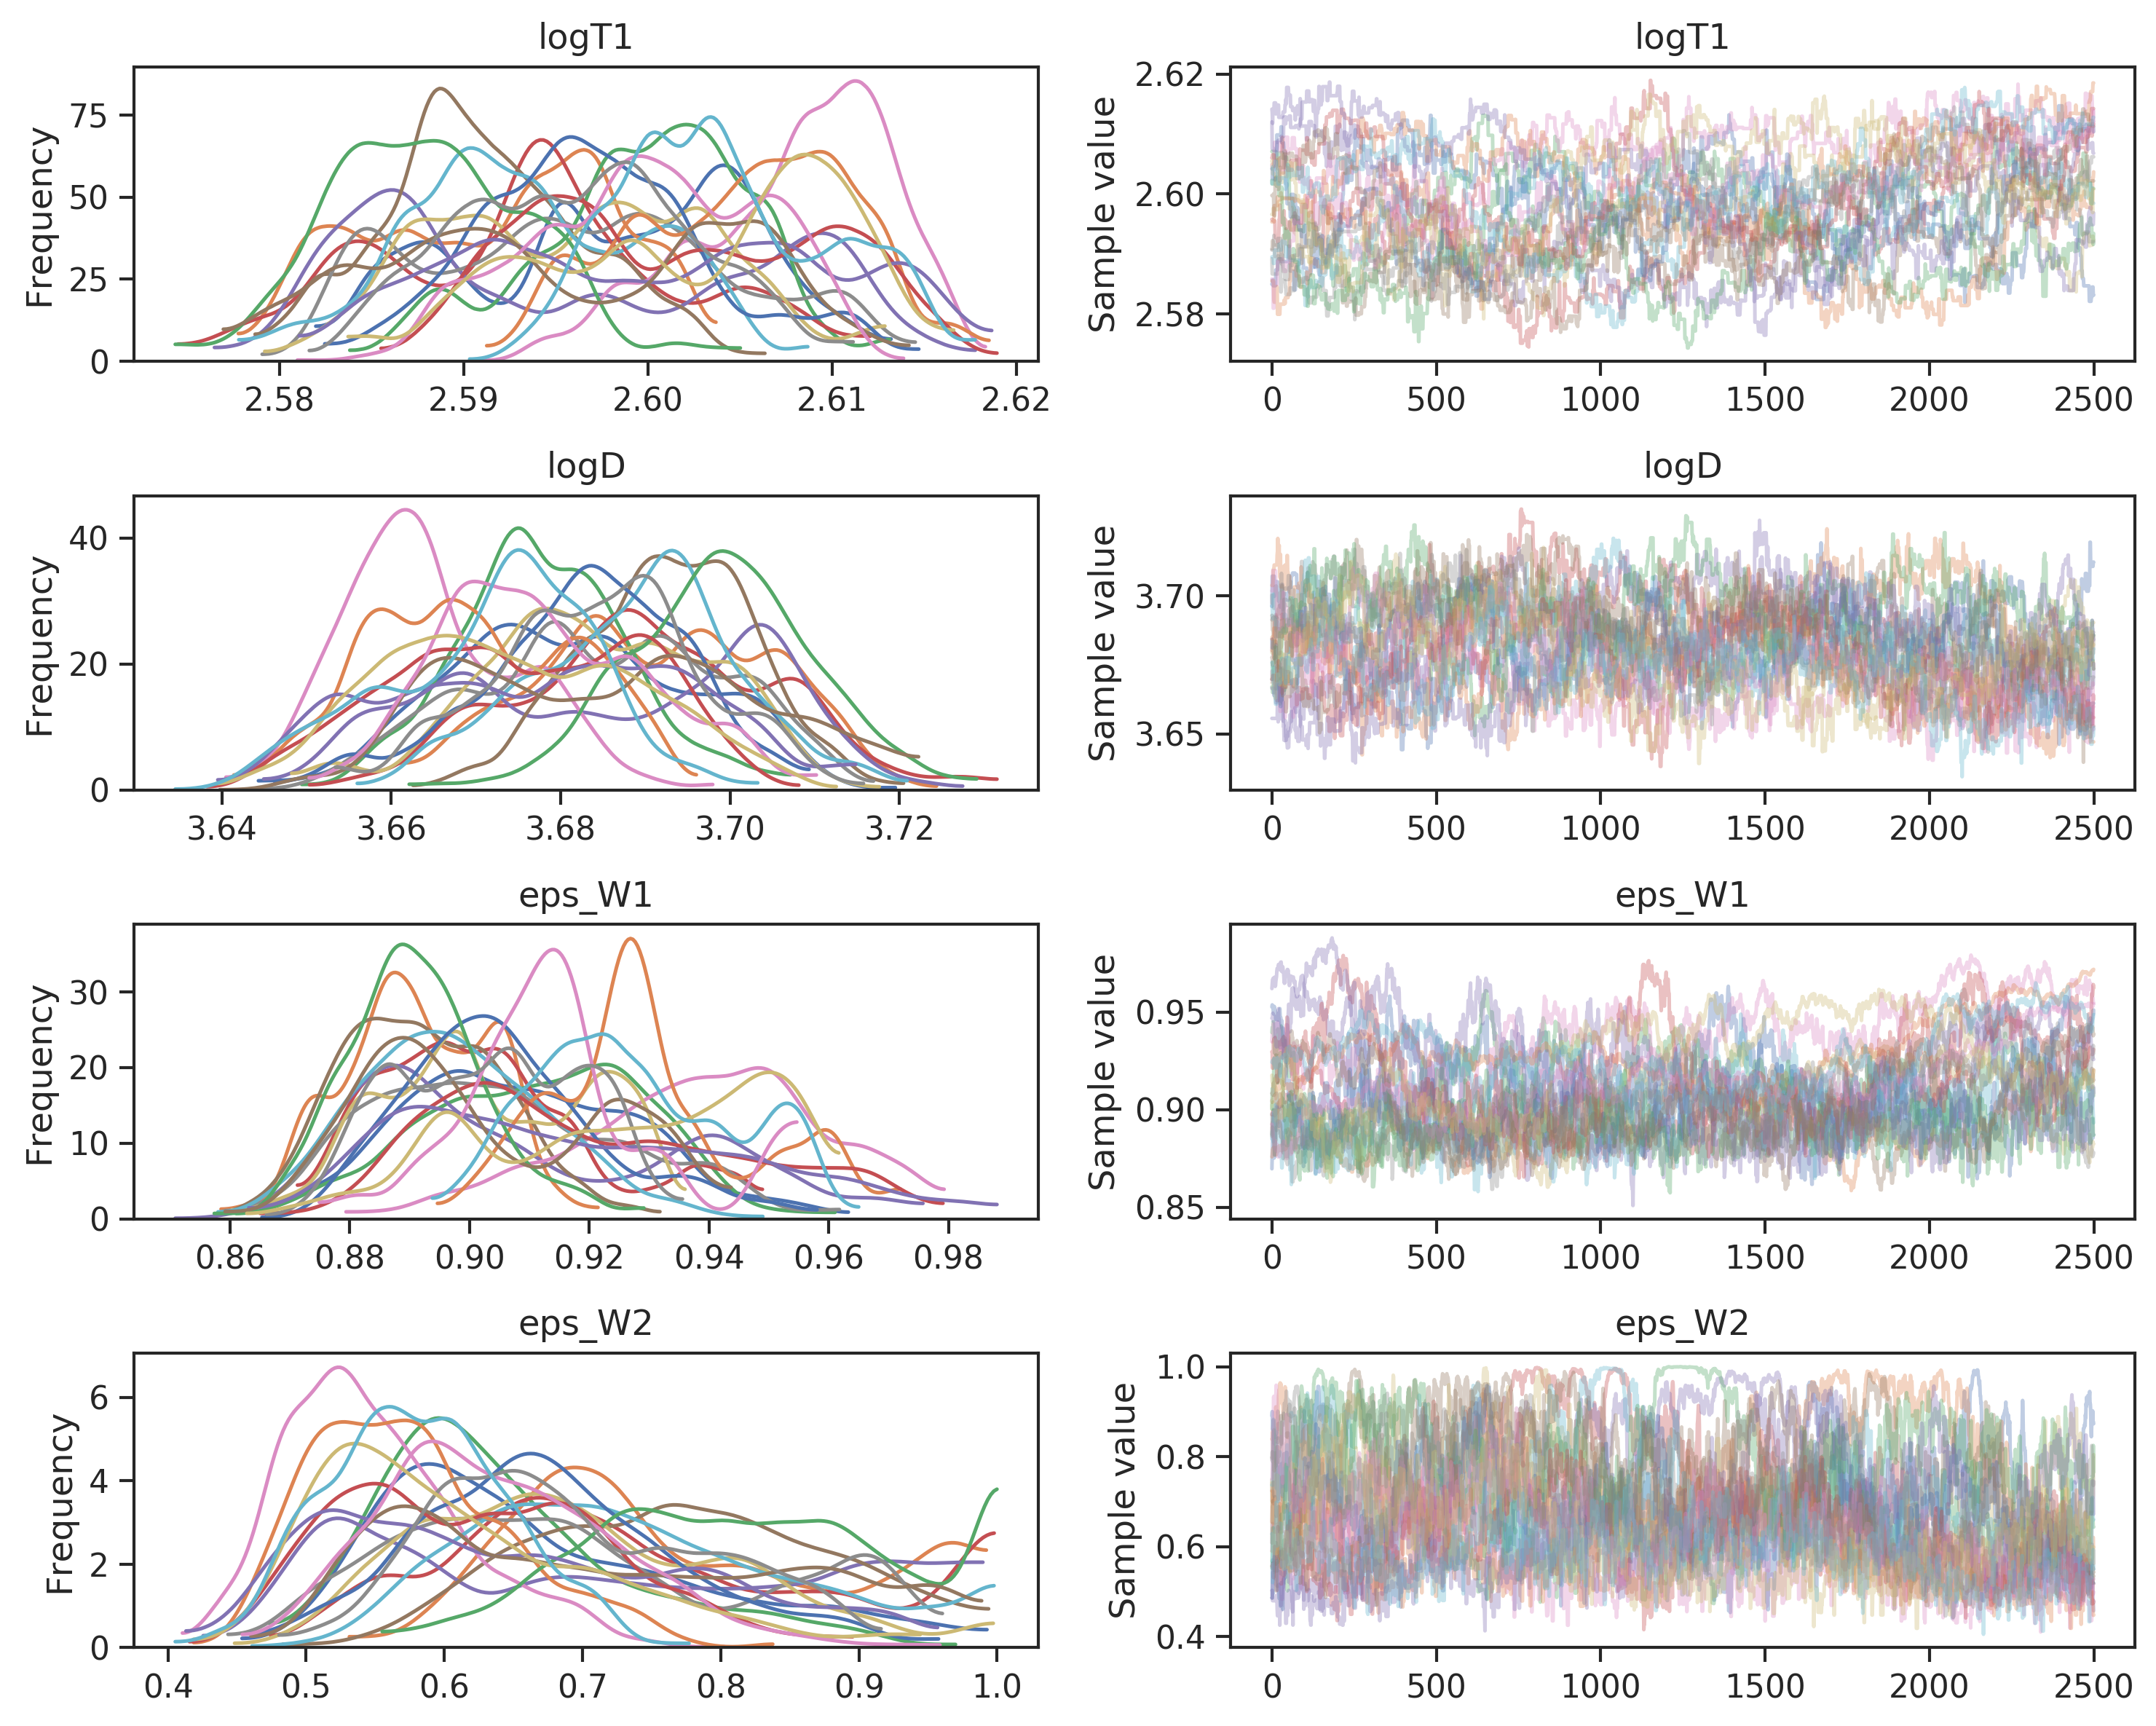 logT1
Frequency
75
50
25
0
2.58 2.59 2.60 2.61 2.62
logT1
Sample value
2.62
2.60
2.58
0 500 1000 1500 2000 2500
logD
Frequency
40
20
0
3.64 3.66 3.68 3.70 3.72
logD
Sample value
3.70
3.65
0 500 1000 1500 2000 2500
eps_W1
Frequency
30
20
10
0
0.86 0.88 0.90 0.92 0.94 0.96 0.98
eps_W1
Sample value
0.95
0.90
0.85
0 500 1000 1500 2000 2500
eps_W2
Frequency
6
4
2
0
0.4 0.5 0.6 0.7 0.8 0.9 1.0
eps_W2
Sample value
1.0
0.8
0.6
0.4
0 500 1000 1500 2000 2500